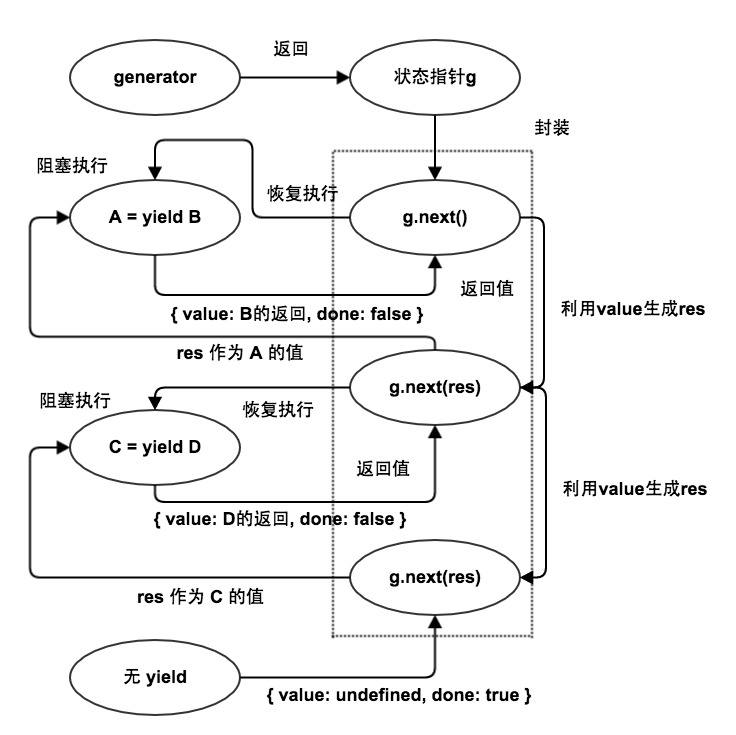 返回
generator
状态指针g
封装
阻塞执行
恢复执行
A = yield B
g.next()
返回值
{ value: B的返回, done: false }
利用value生成res
res 作为 A 的值
g.next(res)
阻塞执行
恢复执行
C = yield D
返回值
利用value生成res
{ value: D的返回, done: false }
g.next(res)
res 作为 C 的值
无 yield
{ value: undefined, done: true }